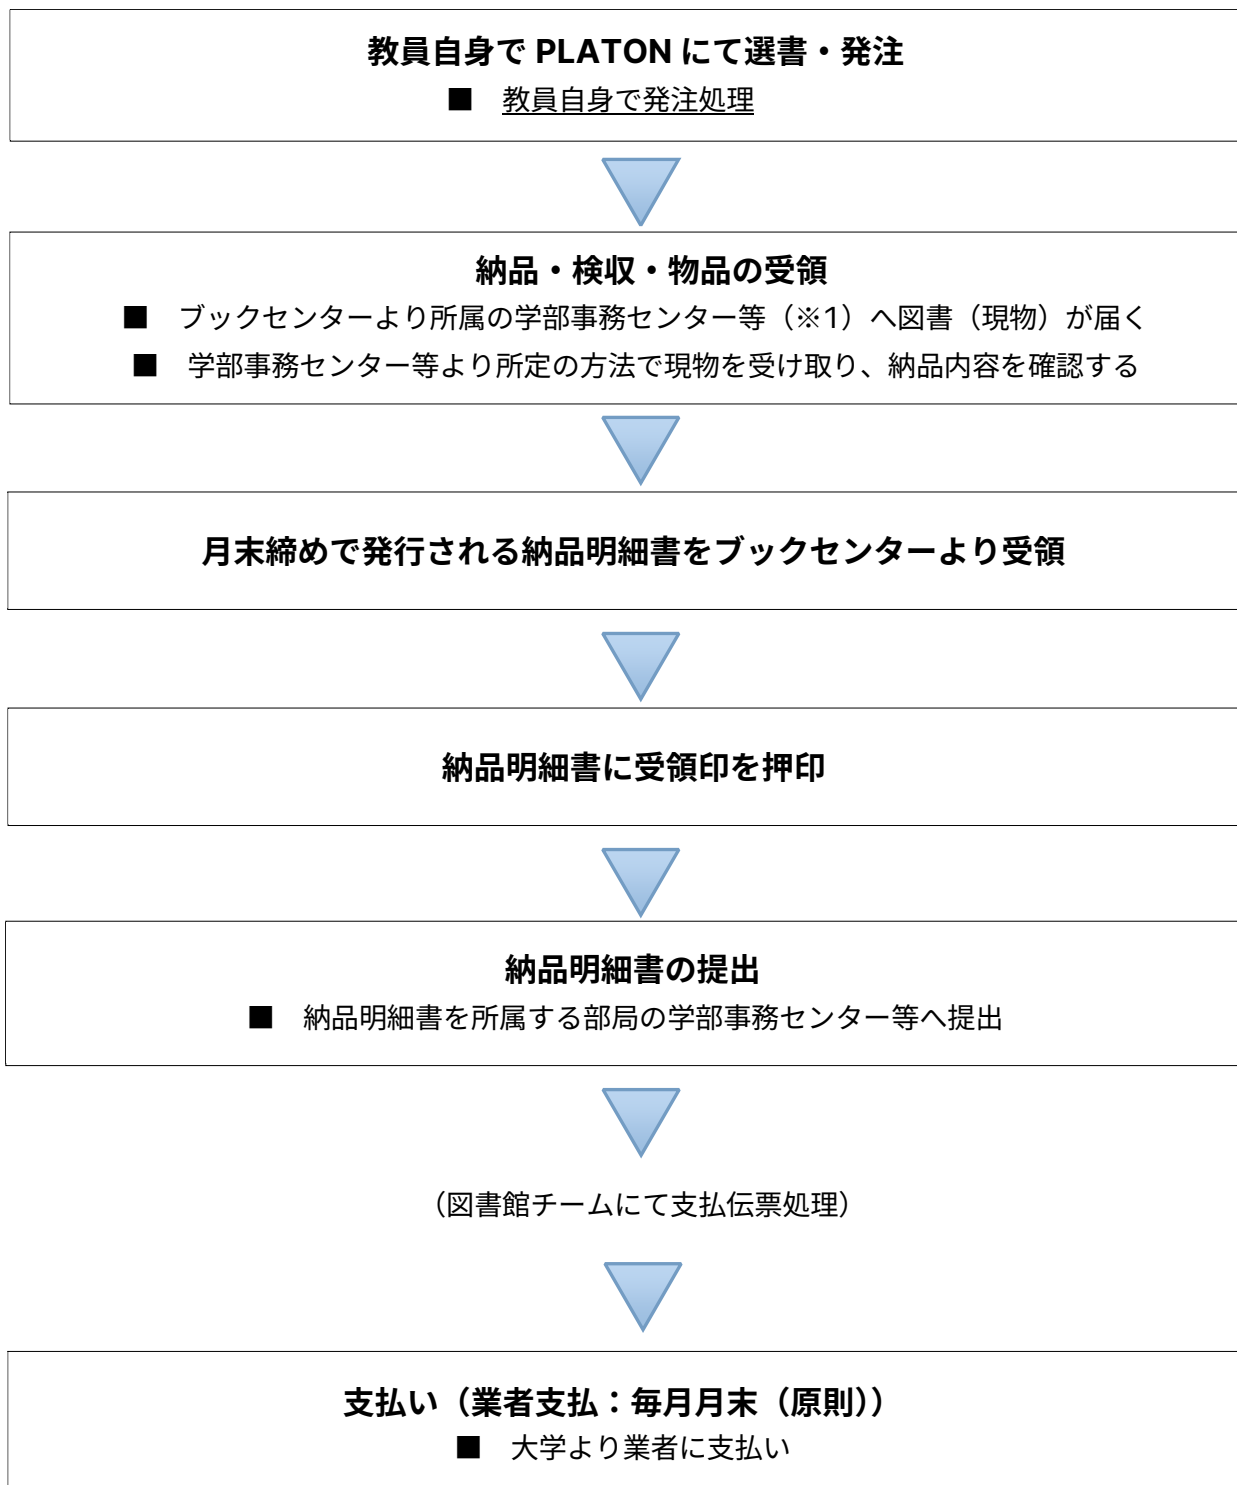 教員自身で PLATON にて選書・発注
■ 教員自身で発注処理
納品・検収・物品の受領
■ ブックセンターより所属の学部事務センター等（※1）へ図書（現物）が届く
■ 学部事務センター等より所定の方法で現物を受け取り、納品内容を確認する
月末締めで発行される納品明細書をブックセンターより受領
納品明細書に受領印を押印
納品明細書の提出
■ 納品明細書を所属する部局の学部事務センター等へ提出
（図書館チームにて支払伝票処理）
支払い（業者支払：毎月月末（原則））
■ 大学より業者に支払い